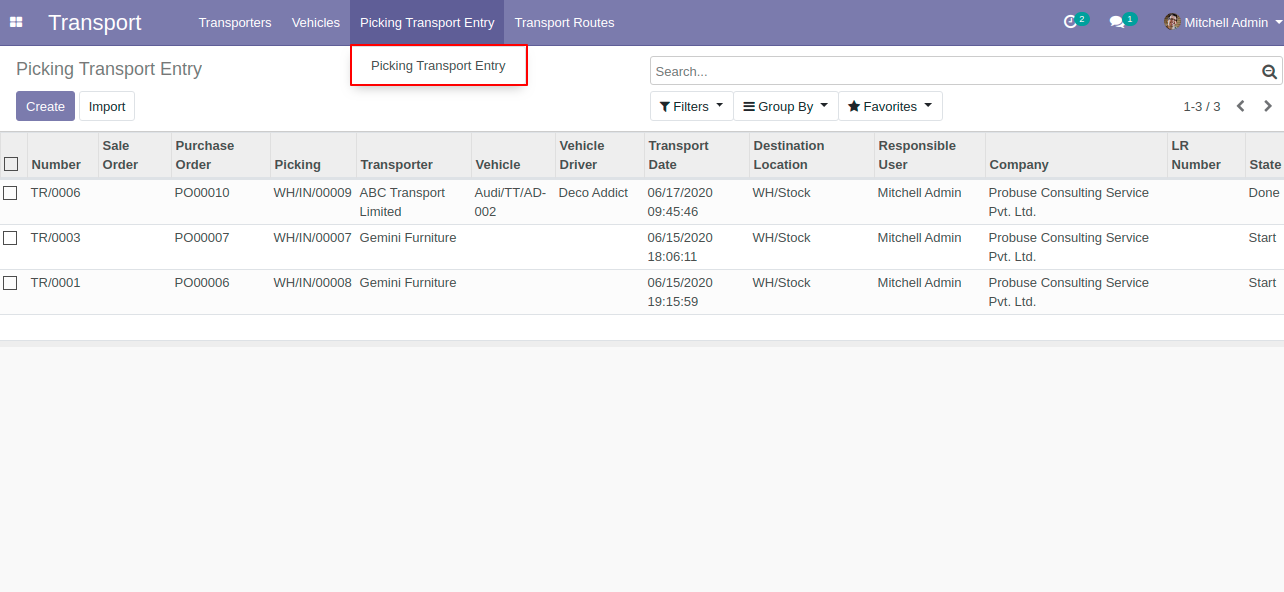 Transport Transporters Vehicles Picking Transport Entry Transport Routes 2 1 Mitchell Admin
Picking Transport Entry
Picking Transport Entry Search...
Create Import Filters Group By Favorites 1-3 / 3
Number Sale Order Purchase Order Picking Transporter Vehicle Vehicle Driver Transport Date Destination Location Responsible User Company LR Number State
TR/0006 PO00010 WH/IN/00009 ABC Transport Limited Audi/TT/AD-002 Deco Addict 06/17/2020 09:45:46 WH/Stock Mitchell Admin Probuse Consulting Service Pvt. Ltd. Done
TR/0003 PO00007 WH/IN/00007 Gemini Furniture 06/15/2020 18:06:11 WH/Stock Mitchell Admin Probuse Consulting Service Pvt. Ltd. Start
TR/0001 PO00006 WH/IN/00008 Gemini Furniture 06/15/2020 19:15:59 WH/Stock Mitchell Admin Probuse Consulting Service Pvt. Ltd. Start